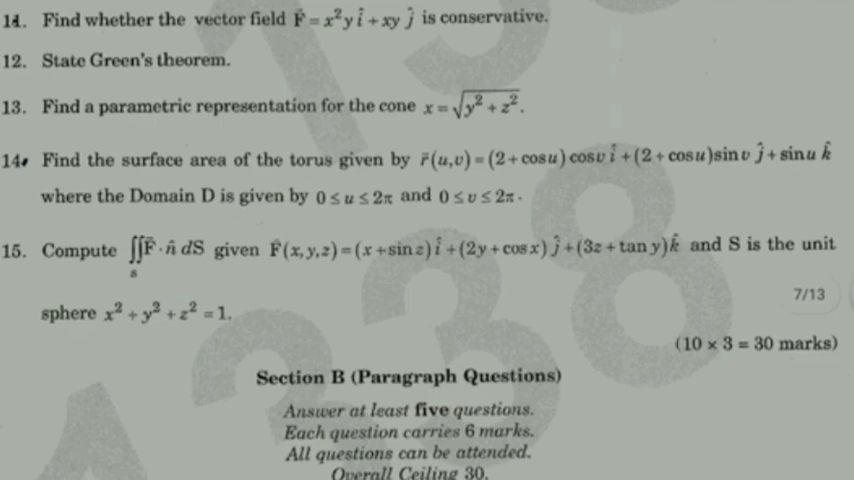 11. Find whether the vector field F̄ = x²y î + xy ĵ is conservative.
12. State Green's theorem.
13. Find a parametric representation for the cone x = √(y² + z²).
14. Find the surface area of the torus given by r̄(u,v) = (2 + cos u) cos v î + (2 + cos u) sin v ĵ + sin u k̂
where the Domain D is given by 0 ≤ u ≤ 2π and 0 ≤ v ≤ 2π.
15. Compute ∬_S F̄ · n̂ dS given F̄(x, y, z) = (x + sin z) î + (2y + cos x) ĵ + (3z + tan y) k̂ and S is the unit
7/13
sphere x² + y² + z² = 1.
(10 × 3 = 30 marks)
Section B (Paragraph Questions)
Answer at least five questions.
Each question carries 6 marks.
All questions can be attended.
Overall Ceiling 30.
1338